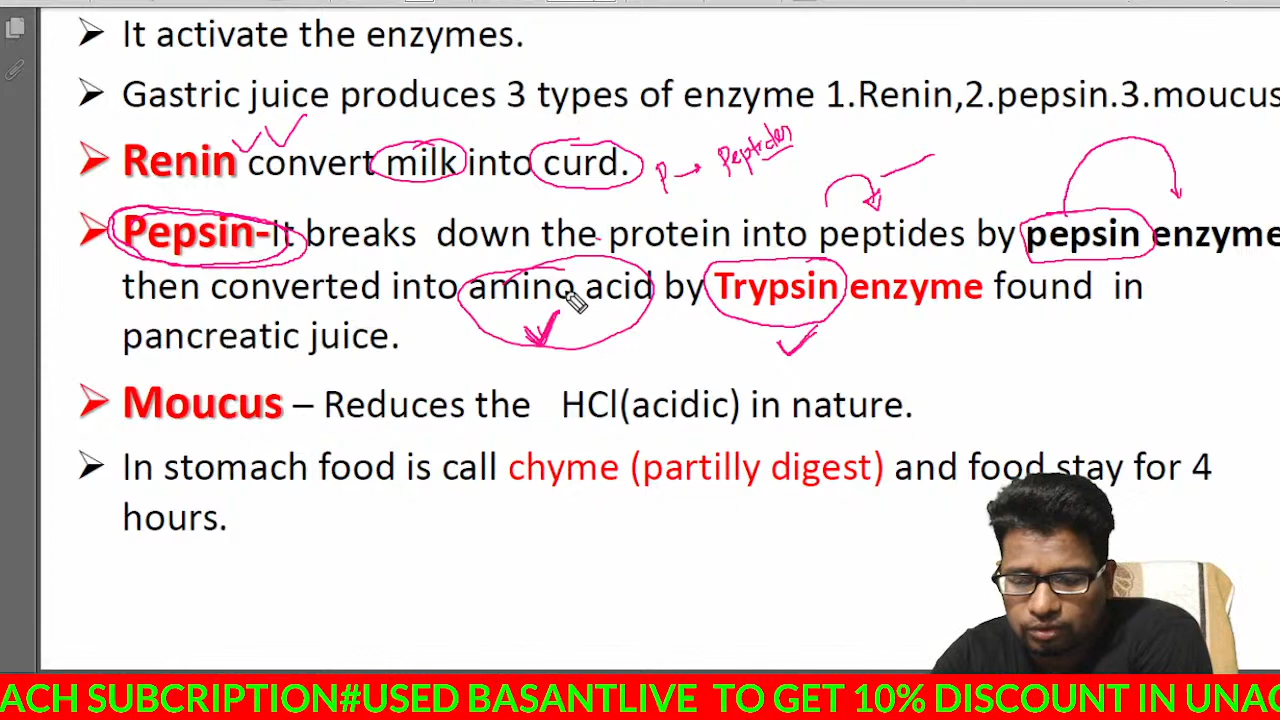 It activate the enzymes.
Gastric juice produces 3 types of enzyme 1.Renin,2.pepsin.3.moucus
Renin convert milk into curd. P → Peptides
Pepsin-It breaks down the protein into peptides by pepsin enzyme
then converted into amino acid by Trypsin enzyme found in
pancreatic juice.
Moucus – Reduces the HCl(acidic) in nature.
In stomach food is call chyme (partilly digest) and food stay for 4
hours.
ACH SUBCRIPTION#USED BASANTLIVE TO GET 10% DISCOUNT IN UNAC